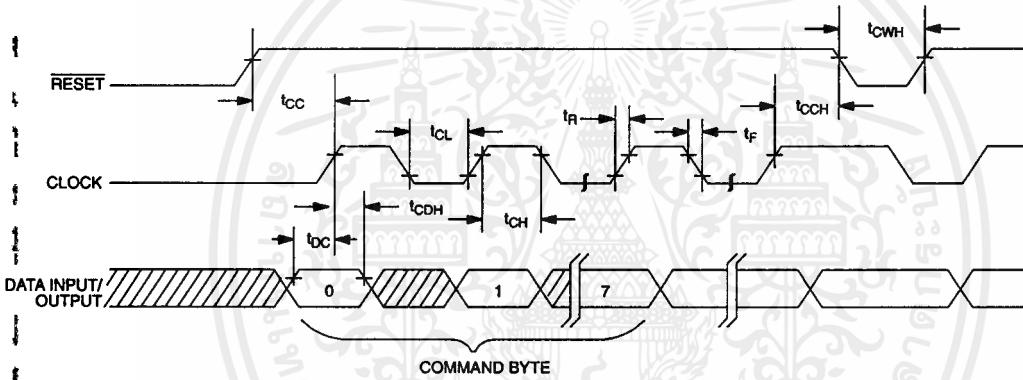 tCWH
RESET
tCC
tCCH
tR
tF
tCL
CLOCK
tCDH
tCH
tDC
DATA INPUT/
OUTPUT
0
1
7
COMMAND BYTE